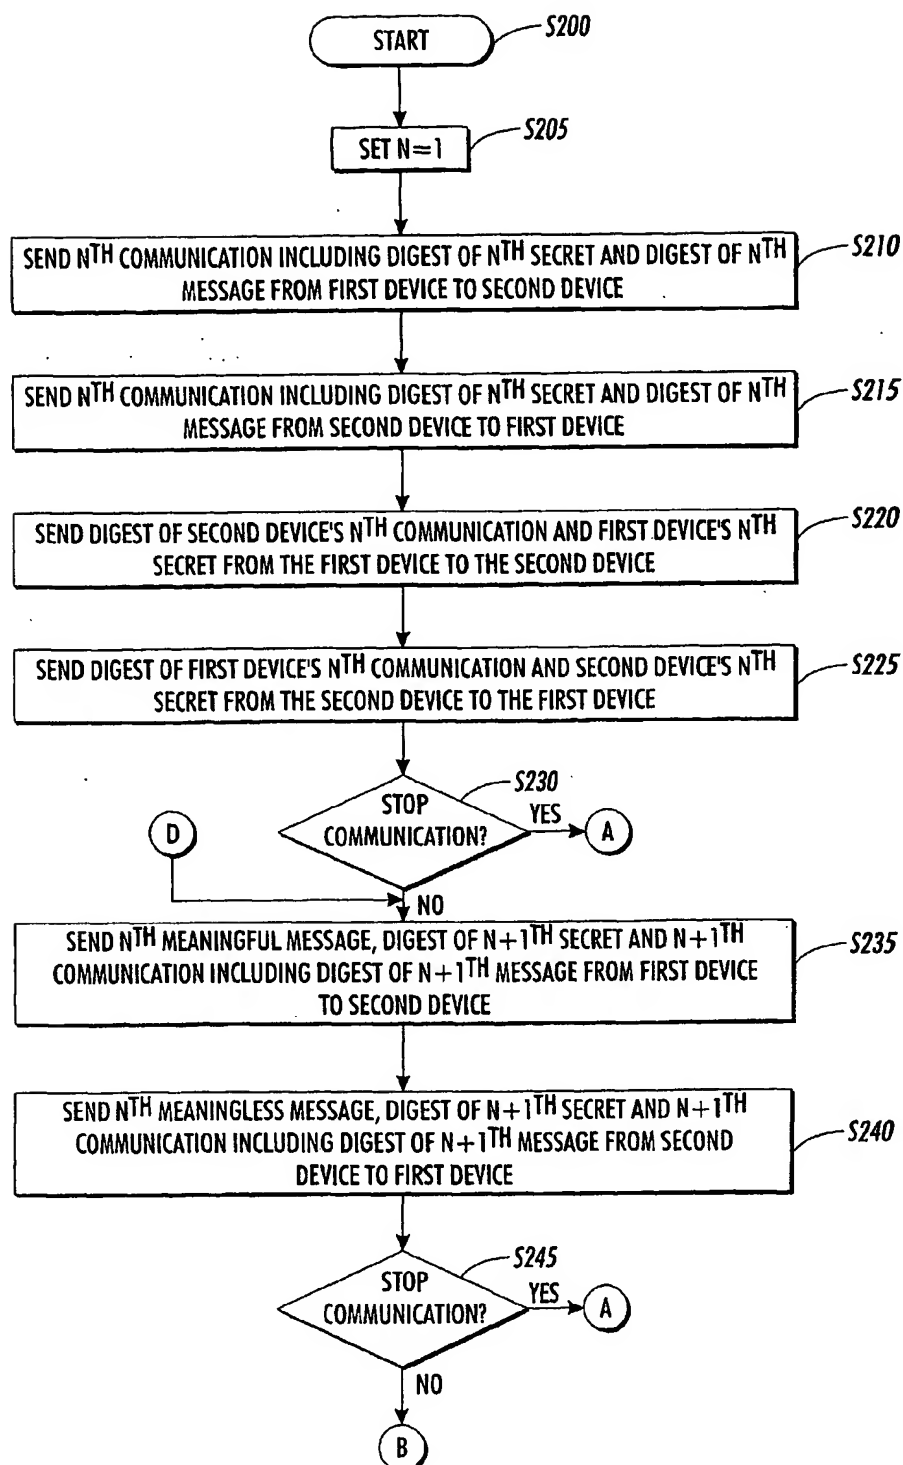 START
S200
SET N=1
S205
SEND NTH COMMUNICATION INCLUDING DIGEST OF NTH SECRET AND DIGEST OF NTH
MESSAGE FROM FIRST DEVICE TO SECOND DEVICE
S210
SEND NTH COMMUNICATION INCLUDING DIGEST OF NTH SECRET AND DIGEST OF NTH
MESSAGE FROM SECOND DEVICE TO FIRST DEVICE
S215
SEND DIGEST OF SECOND DEVICE'S NTH COMMUNICATION AND FIRST DEVICE'S NTH
SECRET FROM THE FIRST DEVICE TO THE SECOND DEVICE
S220
SEND DIGEST OF FIRST DEVICE'S NTH COMMUNICATION AND SECOND DEVICE'S NTH
SECRET FROM THE SECOND DEVICE TO THE FIRST DEVICE
S225
STOP
COMMUNICATION?
S230
YES
A
D
NO
SEND NTH MEANINGFUL MESSAGE, DIGEST OF N+1TH SECRET AND N+1TH
COMMUNICATION INCLUDING DIGEST OF N+1TH MESSAGE FROM FIRST DEVICE
TO SECOND DEVICE
S235
SEND NTH MEANINGLESS MESSAGE, DIGEST OF N+1TH SECRET AND N+1TH
COMMUNICATION INCLUDING DIGEST OF N+1TH MESSAGE FROM SECOND
DEVICE TO FIRST DEVICE
S240
STOP
COMMUNICATION?
S245
YES
A
NO
B